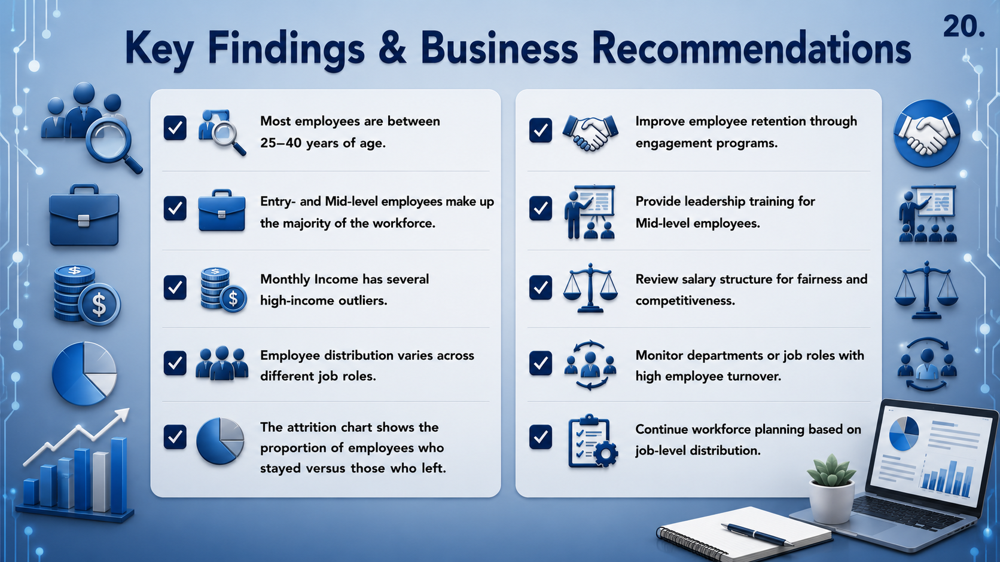 20.
Key Findings & Business Recommendations
Most employees are between
25–40 years of age.
Entry- and Mid-level employees make up
the majority of the workforce.
Monthly Income has several
high-income outliers.
Employee distribution varies across
different job roles.
The attrition chart shows the
proportion of employees who
stayed versus those who left.
Improve employee retention through
engagement programs.
Provide leadership training for
Mid-level employees.
Review salary structure for fairness and
competitiveness.
Monitor departments or job roles with
high employee turnover.
Continue workforce planning based on
job-level distribution.